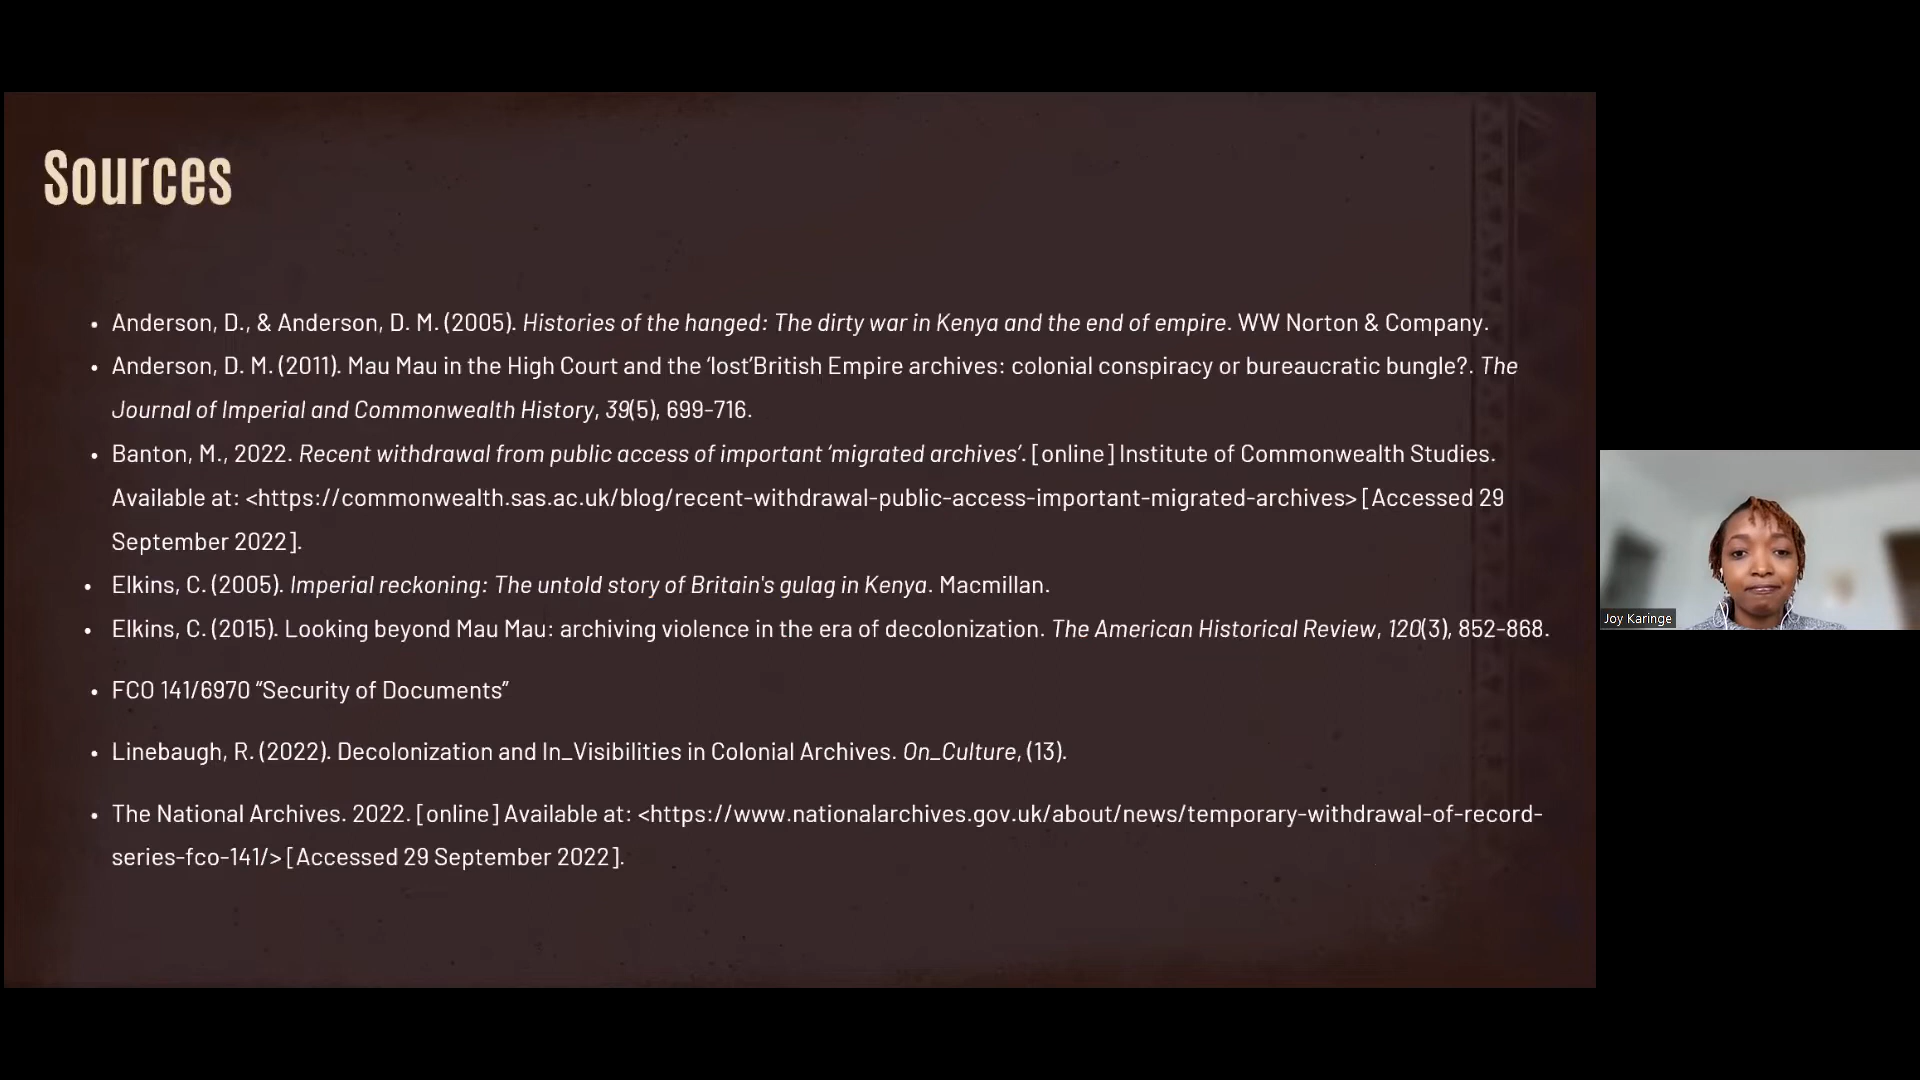 Sources
• Anderson, D., & Anderson, D. M. (2005). Histories of the hanged: The dirty war in Kenya and the end of empire. WW Norton & Company.
• Anderson, D. M. (2011). Mau Mau in the High Court and the ‘lost’British Empire archives: colonial conspiracy or bureaucratic bungle?. The
Journal of Imperial and Commonwealth History, 39(5), 699-716.
• Banton, M., 2022. Recent withdrawal from public access of important ‘migrated archives’. [online] Institute of Commonwealth Studies.
Available at: <https://commonwealth.sas.ac.uk/blog/recent-withdrawal-public-access-important-migrated-archives> [Accessed 29
September 2022].
• Elkins, C. (2005). Imperial reckoning: The untold story of Britain's gulag in Kenya. Macmillan.
• Elkins, C. (2015). Looking beyond Mau Mau: archiving violence in the era of decolonization. The American Historical Review, 120(3), 852-868.
• FCO 141/6970 “Security of Documents”
• Linebaugh, R. (2022). Decolonization and In_Visibilities in Colonial Archives. On_Culture, (13).
• The National Archives. 2022. [online] Available at: <https://www.nationalarchives.gov.uk/about/news/temporary-withdrawal-of-record-
series-fco-141/> [Accessed 29 September 2022].
Joy Karinge